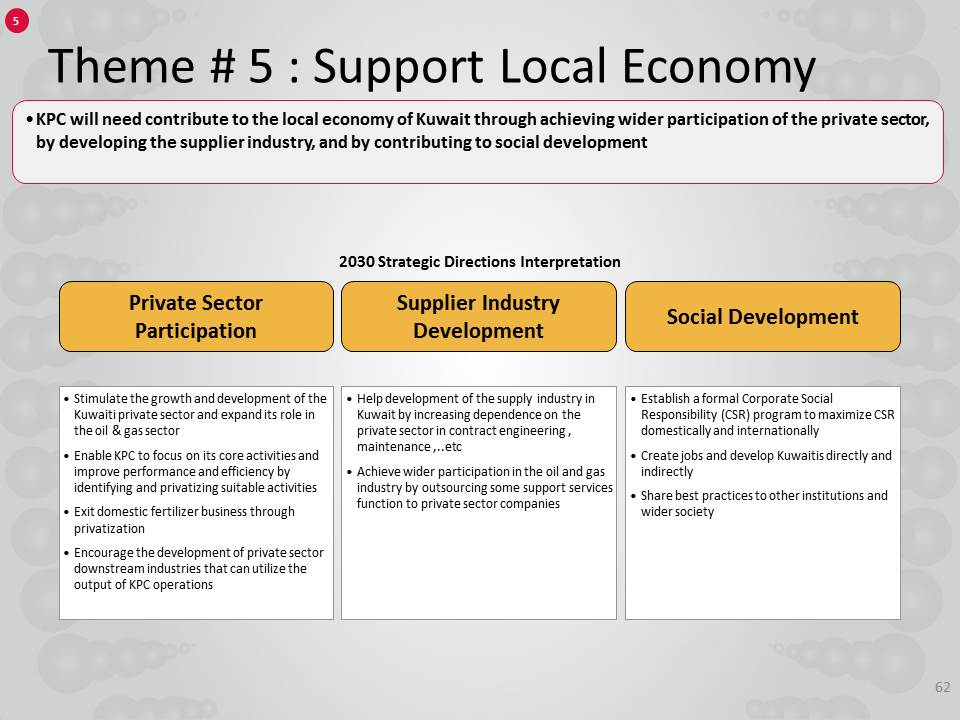 5
Theme # 5 : Support Local Economy
•KPC will need contribute to the local economy of Kuwait through achieving wider participation of the private sector,
by developing the supplier industry, and by contributing to social development
2030 Strategic Directions Interpretation
Private Sector
Participation
• Stimulate the growth and development of the
Kuwaiti private sector and expand its role in
the oil & gas sector
• Enable KPC to focus on its core activities and
improve performance and efficiency by
identifying and privatizing suitable activities
• Exit domestic fertilizer business through
privatization
• Encourage the development of private sector
downstream industries that can utilize the
output of KPC operations
Supplier Industry
Development
• Help development of the supply industry in
Kuwait by increasing dependence on the
private sector in contract engineering ,
maintenance ,..etc
• Achieve wider participation in the oil and gas
industry by outsourcing some support services
function to private sector companies
Social Development
• Establish a formal Corporate Social
Responsibility (CSR) program to maximize CSR
domestically and internationally
• Create jobs and develop Kuwaitis directly and
indirectly
• Share best practices to other institutions and
wider society
62